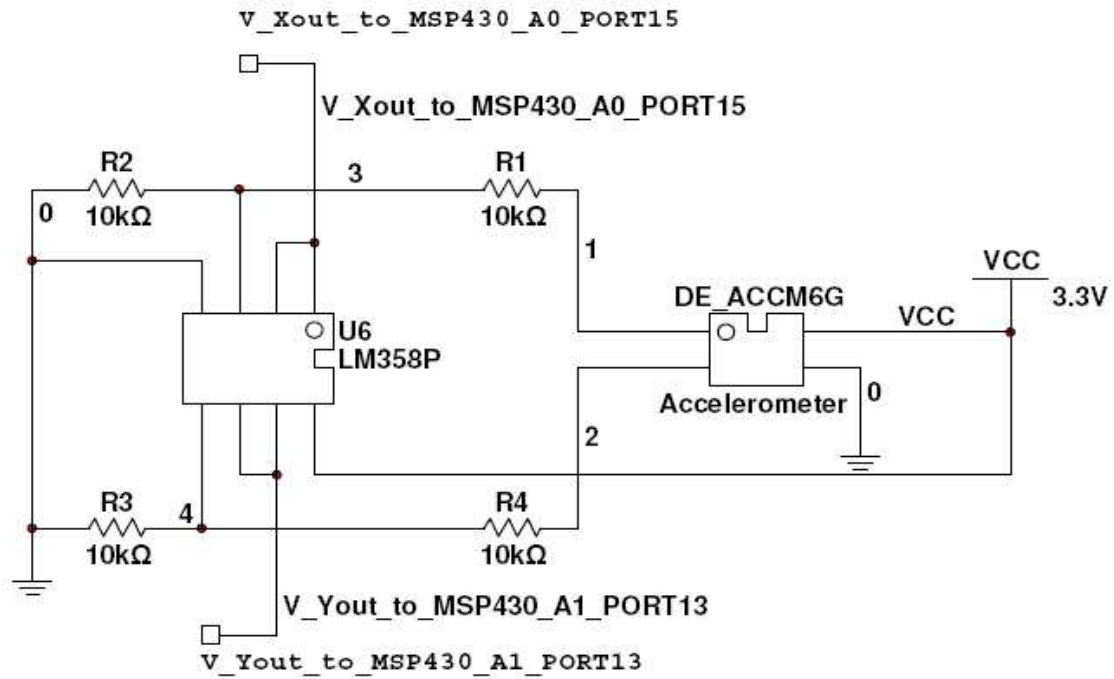 V_Xout_to_MSP430_A0_PORT15
V_Xout_to_MSP430_A0_PORT15
R2
3
R1
0
10kΩ
10kΩ
1
VCC
DE_ACCM6G
3.3V
VCC
U6
LM358P
Accelerometer
0
2
R3
4
R4
10kΩ
10kΩ
V_Yout_to_MSP430_A1_PORT13
V_Yout_to_MSP430_A1_PORT13